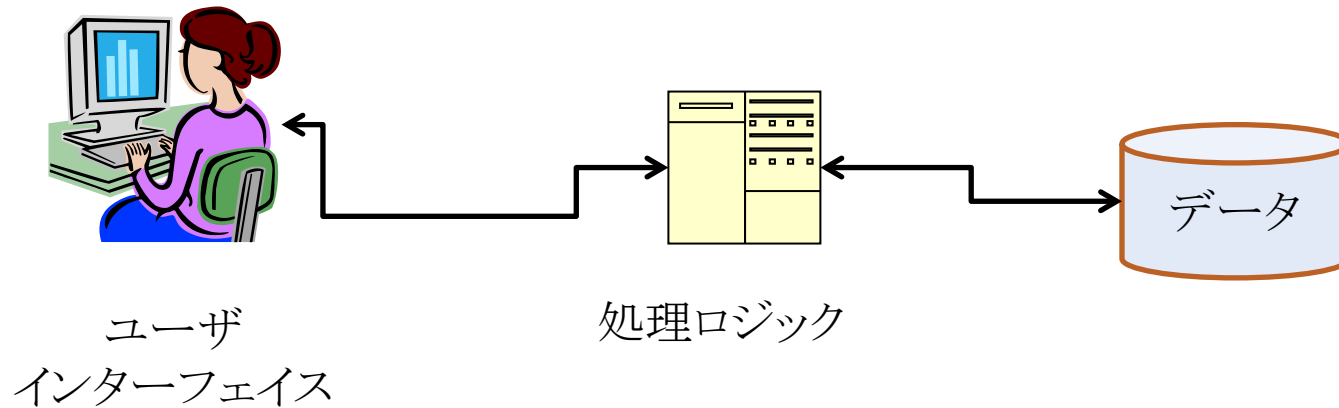 データ
ユーザ
インターフェイス
処理ロジック